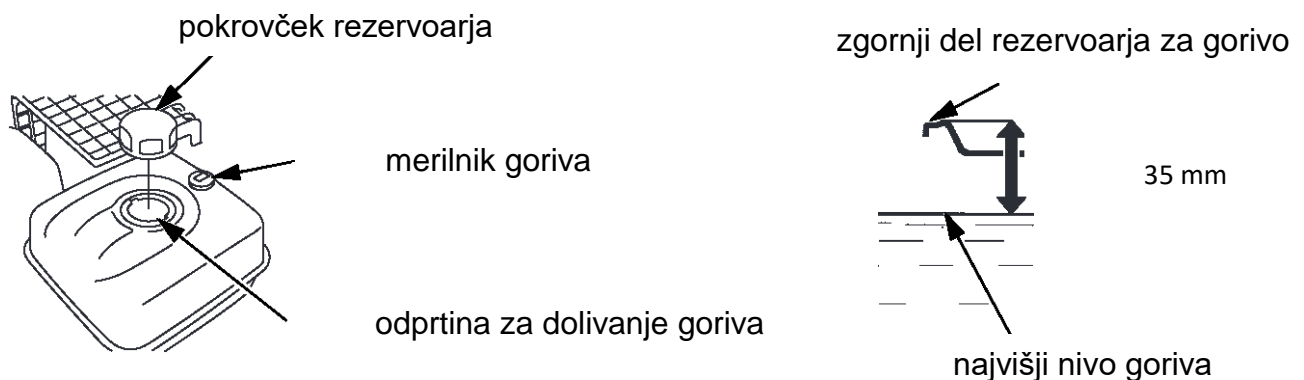 pokrovček rezervoarja
merilnik goriva
odprtina za dolivanje goriva
zgornji del rezervoarja za gorivo
35 mm
najvišji nivo goriva